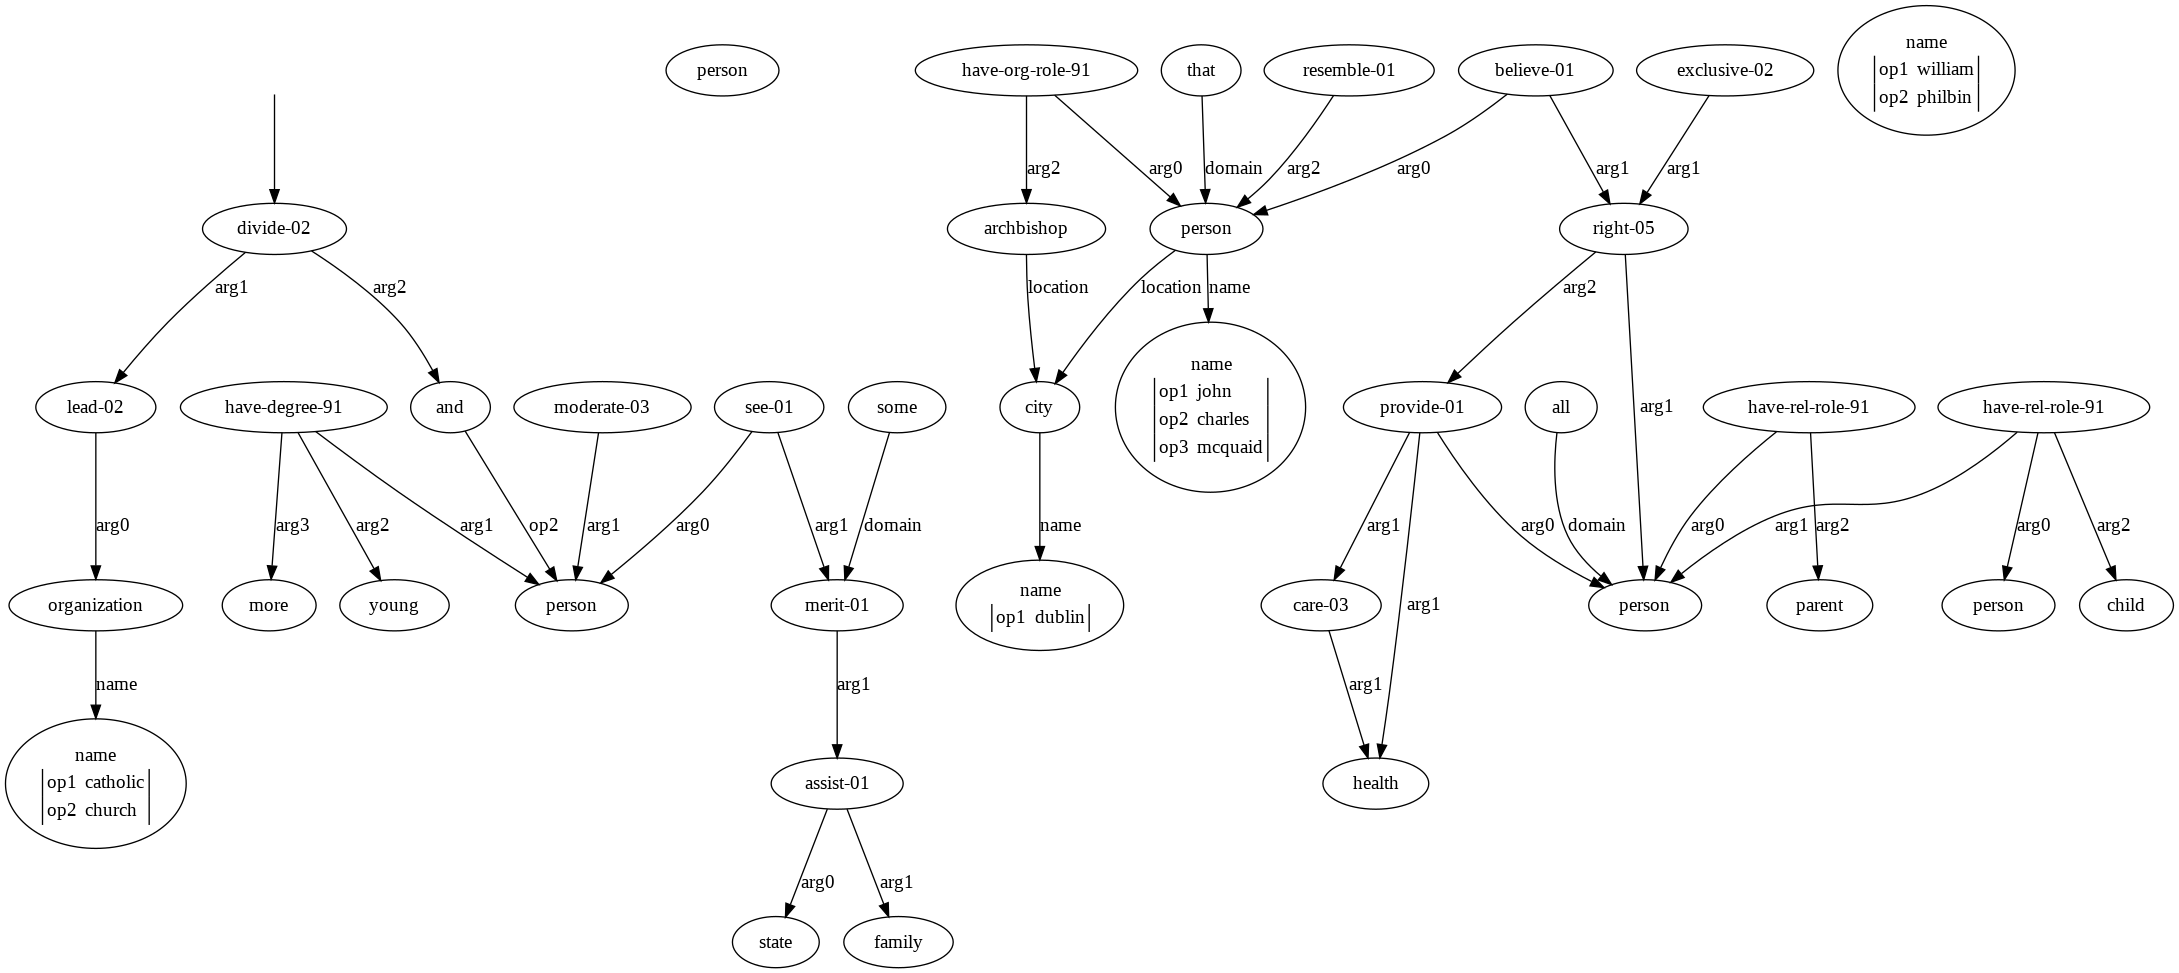 name
op1 william
op2 philbin
person
have-org-role-91
that
resemble-01
believe-01
exclusive-02
arg2
arg0
domain
arg2
arg0
arg1
arg1
divide-02
archbishop
person
right-05
arg1
arg2
location
location
name
arg2
name
op1 john
op2 charles
op3 mcquaid
lead-02
have-degree-91
and
moderate-03
see-01
some
city
provide-01
all
have-rel-role-91
have-rel-role-91
arg1
arg0
arg3
arg2
arg1
op2
arg1
arg0
arg1
domain
name
arg1
arg0
domain
arg0
arg1
arg2
arg0
arg2
organization
more
young
person
merit-01
name
op1 dublin
care-03
arg1
person
parent
person
child
name
arg1
arg1
name
op1 catholic
op2 church
assist-01
health
arg0
arg1
state
family